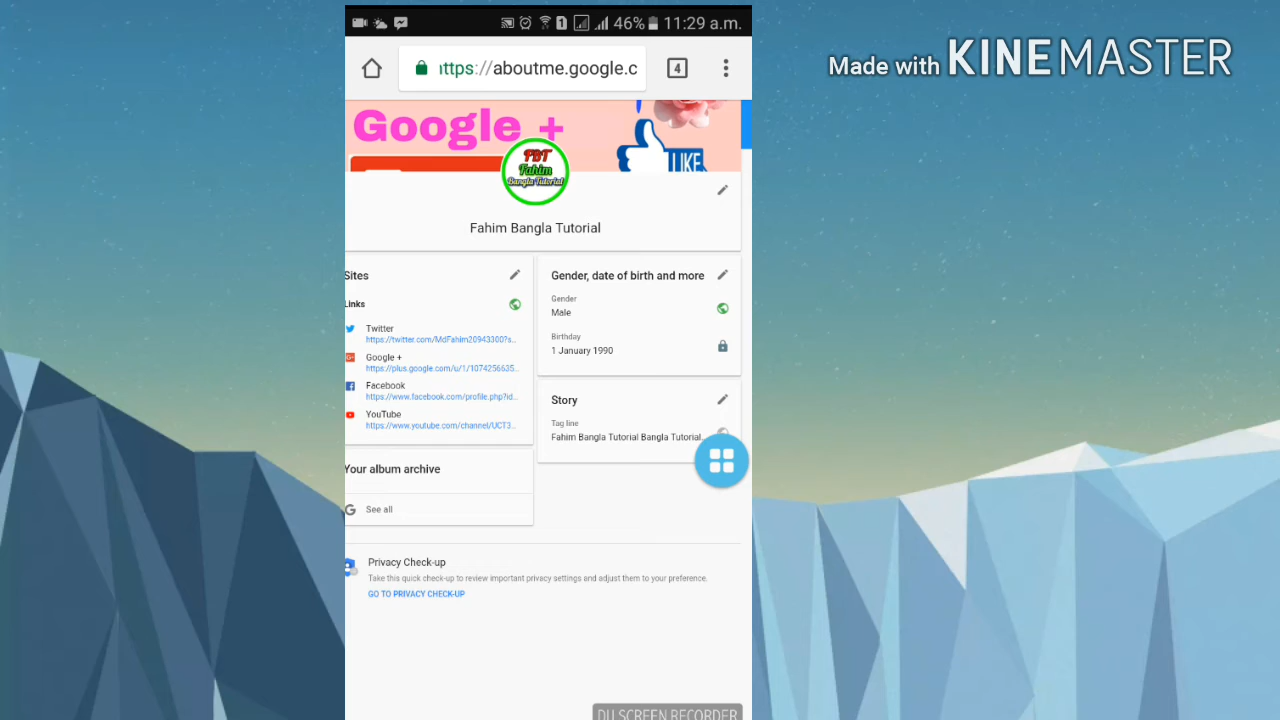 1 46% 11:29 a.m.
Made with KINEMASTER
https://aboutme.google.c
4
Google +
LIKE
FBT
Fahim
Bangla Tutorial
Fahim Bangla Tutorial
Sites
Links
Twitter
https://twitter.com/MdFahim20943300?s..
Google +
https://plus.google.com/u/1/1074256635..
Facebook
https://www.facebook.com/profile.php?id..
YouTube
https://www.youtube.com/channel/UCT3...
Your album archive
See all
Gender, date of birth and more
Gender
Male
Birthday
1 January 1990
Story
Tag line
Fahim Bangla Tutorial Bangla Tutorial..
Privacy Check-up
Take this quick check-up to review important privacy settings and adjust them to your preference.
GO TO PRIVACY CHECK-UP
DU SCREEN RECORDER